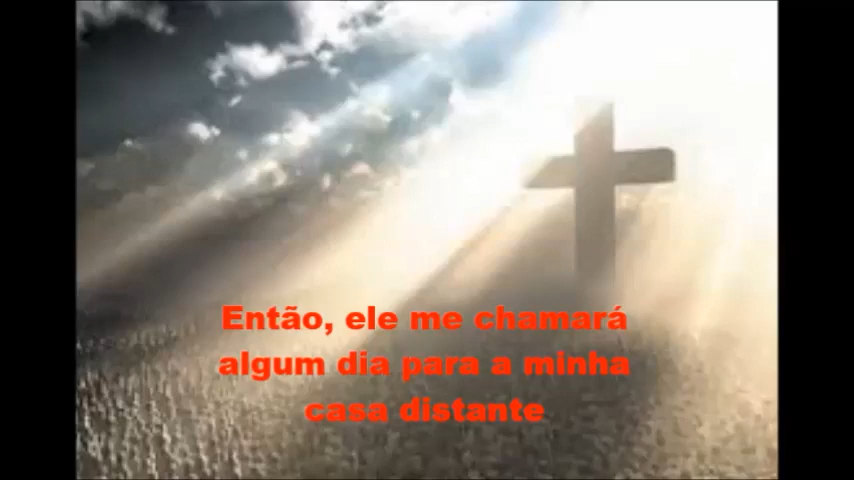 Então, ele me chamará
algum dia para a minha
casa distante